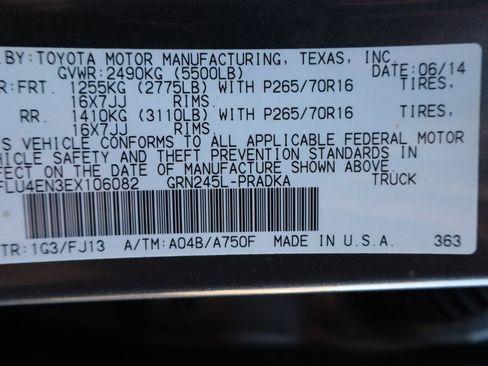 BY: TOYOTA MOTOR MANUFACTURING, TEXAS, INC.
GVWR: 2490KG (5500LB) DATE: 06/14
R: FRT. 1255KG (2775LB) WITH P265/70R16 TIRES,
16X7JJ RIMS.
RR. 1410KG (3110LB) WITH P265/70R16 TIRES,
16X7JJ RIMS.
S VEHICLE CONFORMS TO ALL APPLICABLE FEDERAL MOTOR
HICLE SAFETY AND THEFT PREVENTION STANDARDS IN
FECT ON THE DATE OF MANUFACTURE SHOWN ABOVE.
FLU4EN3EX106082 GRN245L-PRADKA TRUCK
TR: 1G3/FJ13 A/TM: A04B/A750F MADE IN U.S.A. 363